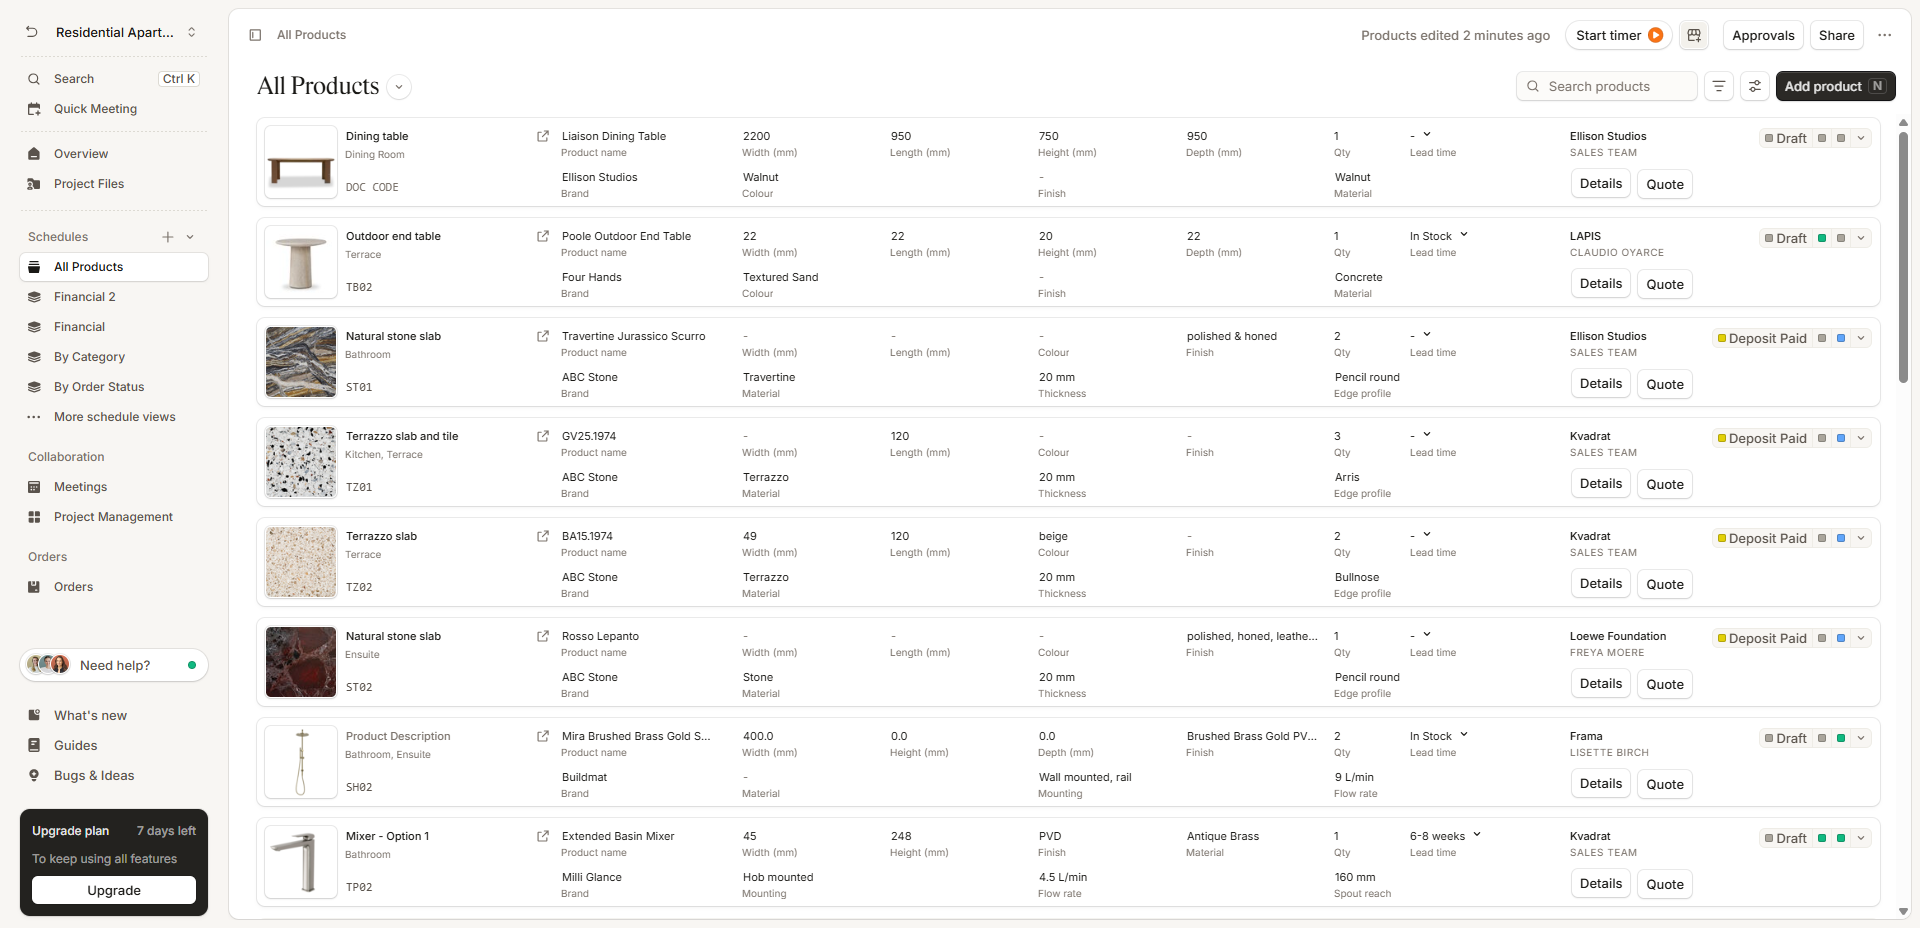 Residential Apart...
Search
Ctrl K
Quick Meeting
Overview
Project Files
Schedules
All Products
Financial 2
Financial
By Category
By Order Status
More schedule views
Collaboration
Meetings
Project Management
Orders
Orders
Need help?
What's new
Guides
Bugs & Ideas
Upgrade plan 7 days left
To keep using all features
Upgrade
All Products
Products edited 2 minutes ago
Start timer
Approvals
Share
All Products
Search products
Add product N
Dining table Liaison Dining Table 2200 950 750 950 1 - Ellison Studios Draft
Dining Room Product name Width (mm) Length (mm) Height (mm) Depth (mm) Qty Lead time SALES TEAM
Ellison Studios Walnut - Walnut Details Quote
DOC CODE Brand Colour Finish Material
Outdoor end table Poole Outdoor End Table 22 22 20 22 1 In Stock LAPIS Draft
Terrace Product name Width (mm) Length (mm) Height (mm) Depth (mm) Qty Lead time CLAUDIO OYARCE
Four Hands Textured Sand - Concrete Details Quote
TB02 Brand Colour Finish Material
Natural stone slab Travertine Jurassico Scurro - - - polished & honed 2 - Ellison Studios Deposit Paid
Bathroom Product name Width (mm) Length (mm) Colour Finish Qty Lead time SALES TEAM
ABC Stone Travertine 20 mm Pencil round Details Quote
ST01 Brand Material Thickness Edge profile
Terrazzo slab and tile GV25.1974 - 120 - - 3 - Kvadrat Deposit Paid
Kitchen, Terrace Product name Width (mm) Length (mm) Colour Finish Qty Lead time SALES TEAM
ABC Stone Terrazzo 20 mm Arris Details Quote
TZ01 Brand Material Thickness Edge profile
Terrazzo slab BA15.1974 49 120 beige - 2 - Kvadrat Deposit Paid
Terrace Product name Width (mm) Length (mm) Colour Finish Qty Lead time SALES TEAM
ABC Stone Terrazzo 20 mm Bullnose Details Quote
TZ02 Brand Material Thickness Edge profile
Natural stone slab Rosso Lepanto - - - polished, honed, leathe... 1 - Loewe Foundation Deposit Paid
Ensuite Product name Width (mm) Length (mm) Colour Finish Qty Lead time FREYA MOERE
ABC Stone Stone 20 mm Pencil round Details Quote
ST02 Brand Material Thickness Edge profile
Product Description Mira Brushed Brass Gold S... 400.0 0.0 0.0 Brushed Brass Gold PV... 2 In Stock Frama Draft
Bathroom, Ensuite Product name Width (mm) Height (mm) Depth (mm) Finish Qty Lead time LISETTE BIRCH
Buildmat - Wall mounted, rail 9 L/min Details Quote
SH02 Brand Material Mounting Flow rate
Mixer - Option 1 Extended Basin Mixer 45 248 PVD Antique Brass 1 6-8 weeks Kvadrat Draft
Bathroom Product name Width (mm) Height (mm) Finish Material Qty Lead time SALES TEAM
Milli Glance Hob mounted 4.5 L/min 160 mm Details Quote
TP02 Brand Mounting Flow rate Spout reach